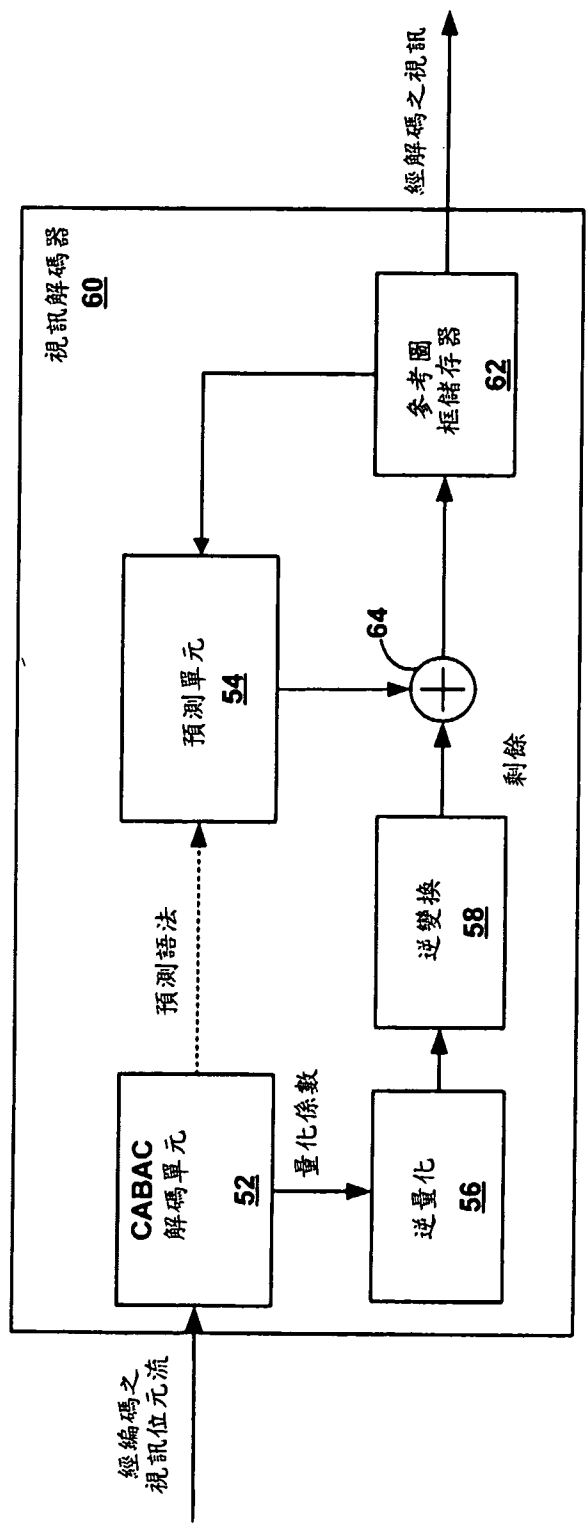 經編碼之
視訊位元流
CABAC
解碼單元
52
預測語法
量化係數
逆量化
56
逆變換
58
剩餘
預測單元
54
64
參考圖
框儲存器
62
視訊解碼器
60
經解碼之視訊